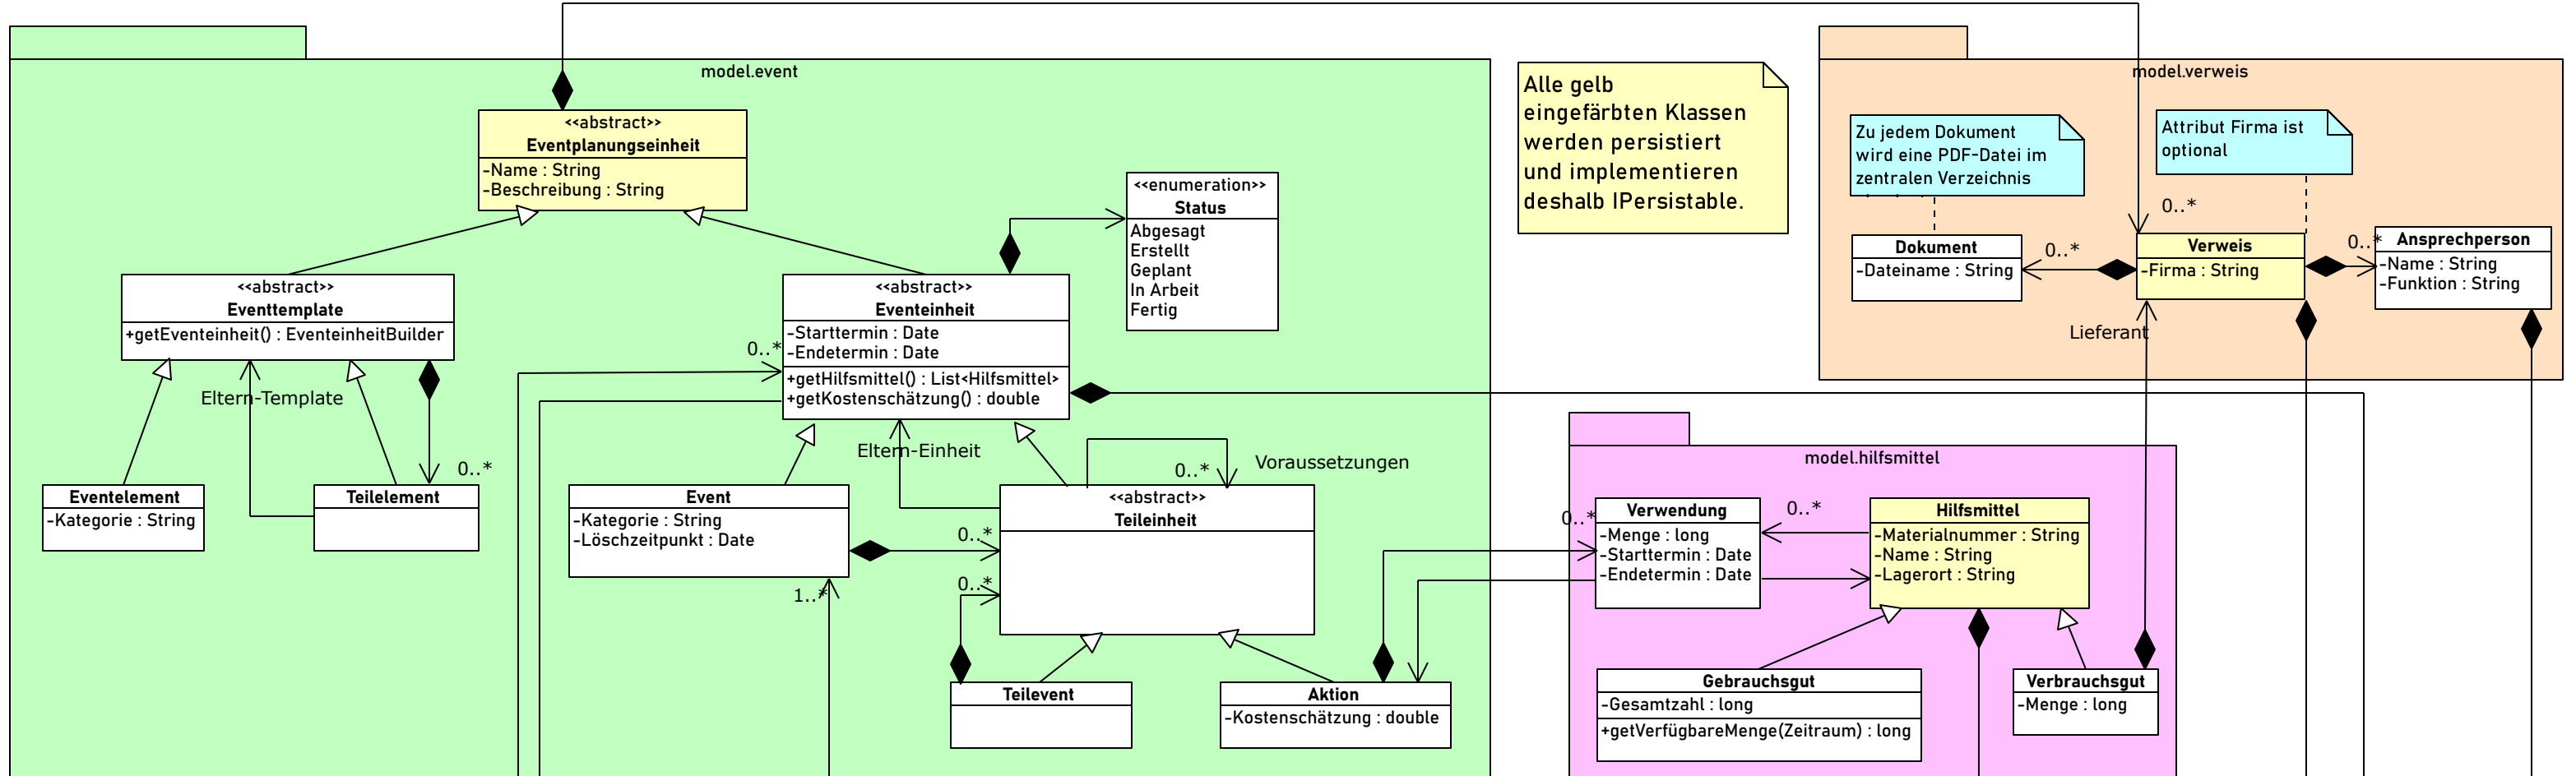 model.event
<<abstract>>
Eventplanungseinheit
-Name : String
-Beschreibung : String
<<enumeration>>
Status
Abgesagt
Erstellt
Geplant
In Arbeit
Fertig
<<abstract>>
Eventtemplate
+getEventeinheit() : EventeinheitBuilder
<<abstract>>
Eventeinheit
-Starttermin : Date
-Endetermin : Date
+getHilfsmittel() : List<Hilfsmittel>
+getKostenschätzung() : double
0..*
Eltern-Template
0..*
Eltern-Einheit
0..*
Voraussetzungen
Eventelement
-Kategorie : String
Teilelement
Event
-Kategorie : String
-Löschzeitpunkt : Date
<<abstract>>
Teileinheit
0..*
0..*
1..*
Teilevent
Aktion
-Kostenschätzung : double
Alle gelb
eingefärbten Klassen
werden persistiert
und implementieren
deshalb IPersistable.
model.verweis
Zu jedem Dokument
wird eine PDF-Datei im
zentralen Verzeichnis
Attribut Firma ist
optional
0..*
Dokument
-Dateiname : String
0..*
Verweis
-Firma : String
0..*
Ansprechperson
-Name : String
-Funktion : String
Lieferant
model.hilfsmittel
0..*
Verwendung
-Menge : long
-Starttermin : Date
-Endetermin : Date
0..*
Hilfsmittel
-Materialnummer : String
-Name : String
-Lagerort : String
Gebrauchsgut
-Gesamtzahl : long
+getVerfügbareMenge(Zeitraum) : long
Verbrauchsgut
-Menge : long